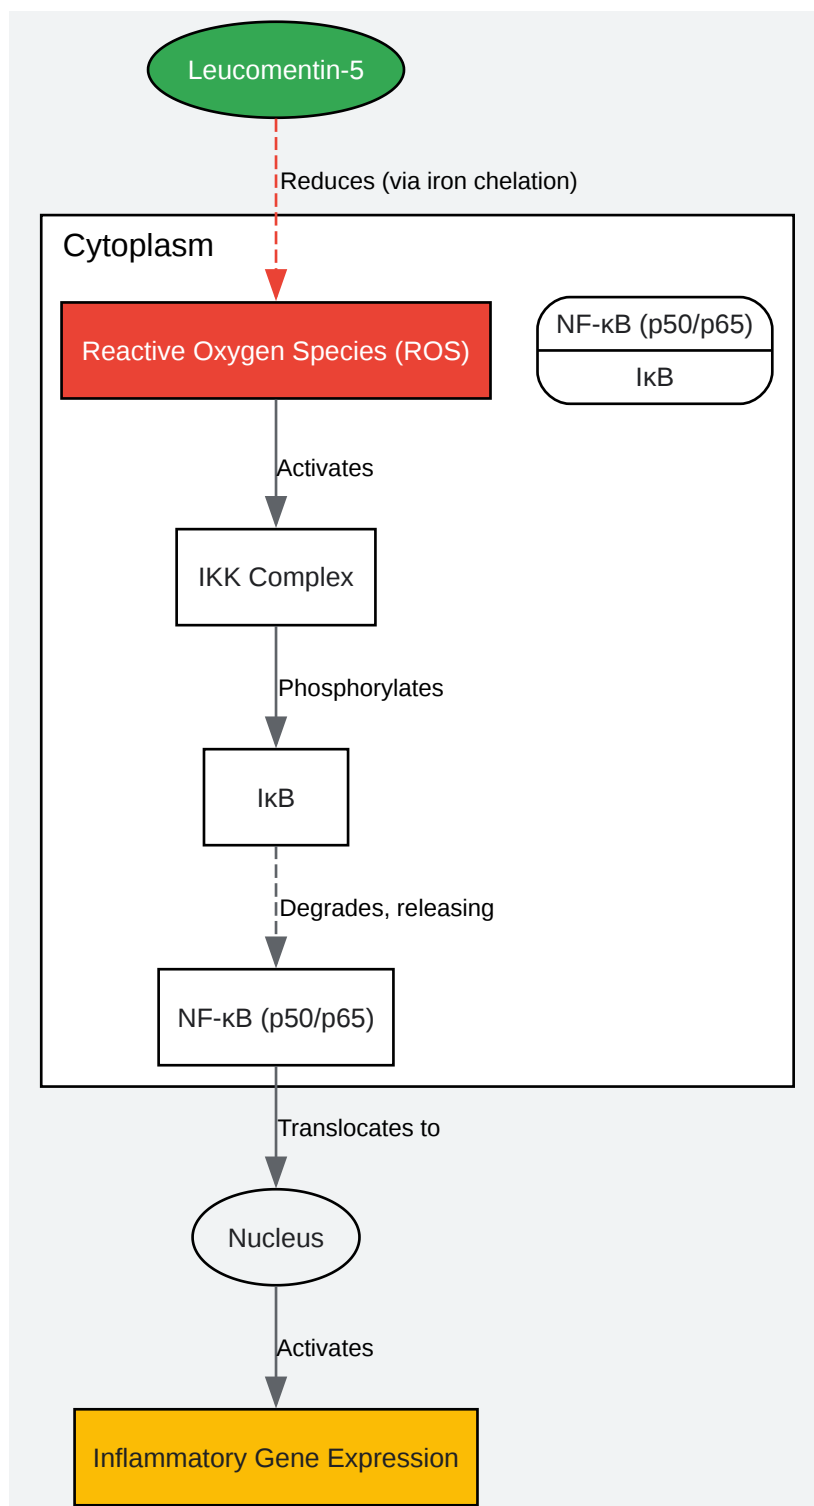 Leucomentin-5
Reduces (via iron chelation)
Cytoplasm
Reactive Oxygen Species (ROS)
NF-κB (p50/p65)
IκB
Activates
IKK Complex
Phosphorylates
IκB
Degrades, releasing
NF-κB (p50/p65)
Translocates to
Nucleus
Activates
Inflammatory Gene Expression